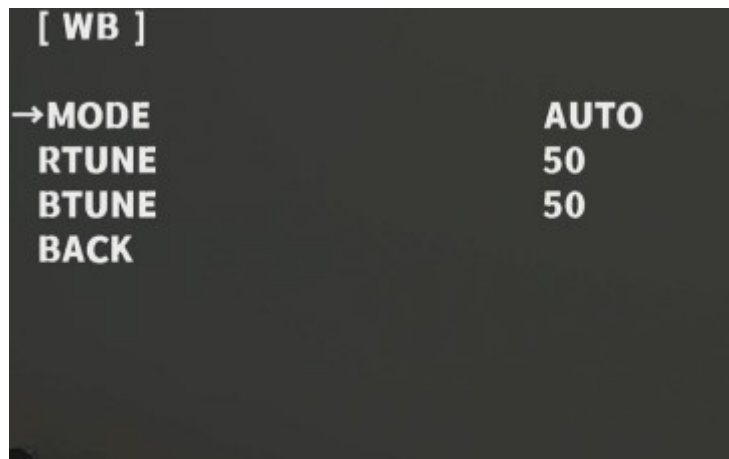 [ WB ]
→MODE AUTO
RTUNE 50
BTUNE 50
BACK